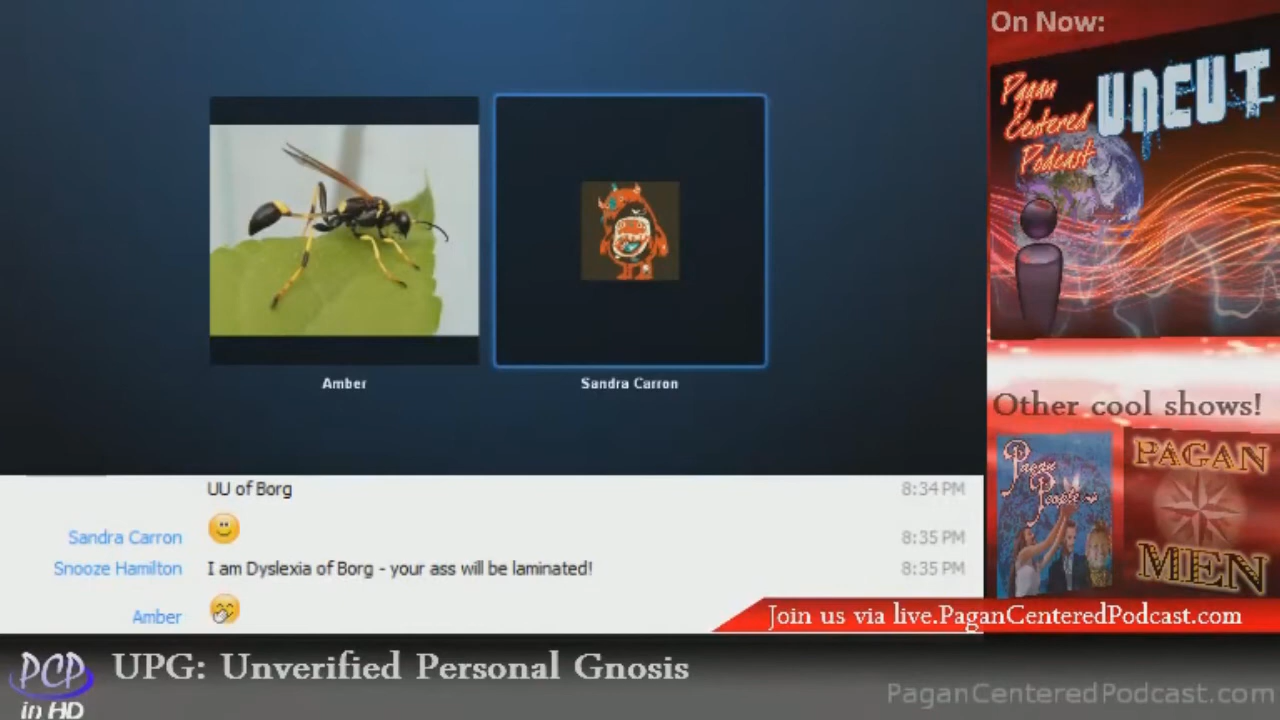 On Now:
Pagan
Centered
Podcast
UNCUT
Amber
Sandra Carron
Other cool shows!
Pagan
People
PAGAN
MEN
UU of Borg 8:34 PM
Sandra Carron 8:35 PM
Snooze Hamilton I am Dyslexia of Borg - your ass will be laminated! 8:35 PM
Amber
Join us via live.PaganCenteredPodcast.com
PCP
in HD
UPG: Unverified Personal Gnosis
PaganCenteredPodcast.com